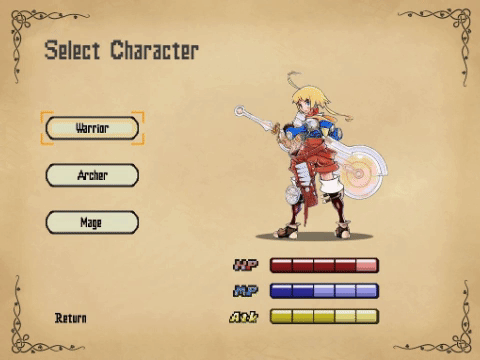 Select Character
Warrior
Archer
Mage
HP
MP
Atk
Return